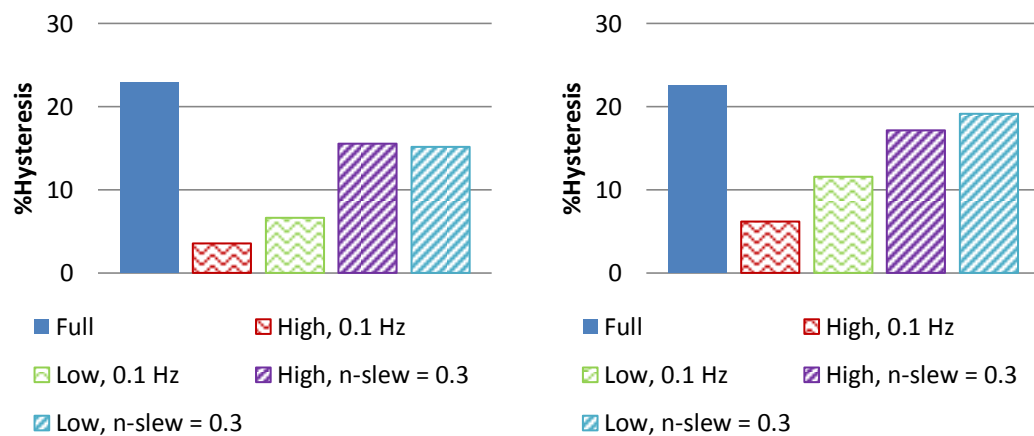 30
20
10
0
%Hysteresis
Full
High, 0.1 Hz
Low, 0.1 Hz
High, n-slew = 0.3
Low, n-slew = 0.3
30
20
10
0
%Hysteresis
Full
High, 0.1 Hz
Low, 0.1 Hz
High, n-slew = 0.3
Low, n-slew = 0.3